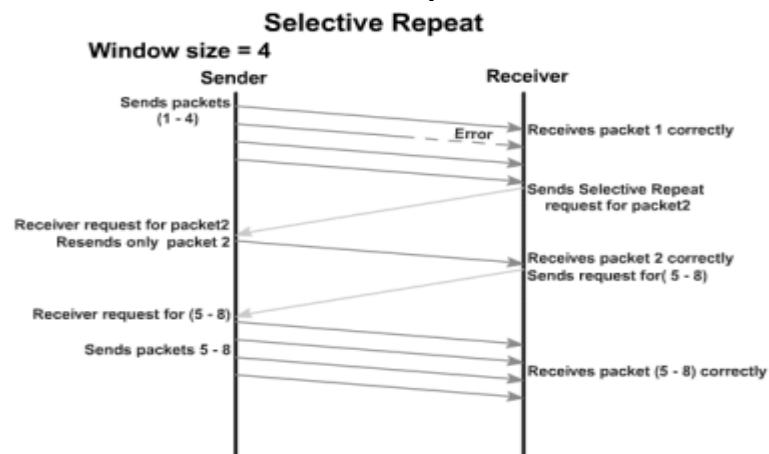 Selective Repeat
Window size = 4
Sender
Receiver
Sends packets
(1 - 4)
Error
Receives packet 1 correctly
Sends Selective Repeat
request for packet2
Receiver request for packet2
Resends only packet 2
Receives packet 2 correctly
Sends request for( 5 - 8)
Receiver request for (5 - 8)
Sends packets 5 - 8
Receives packet (5 - 8) correctly